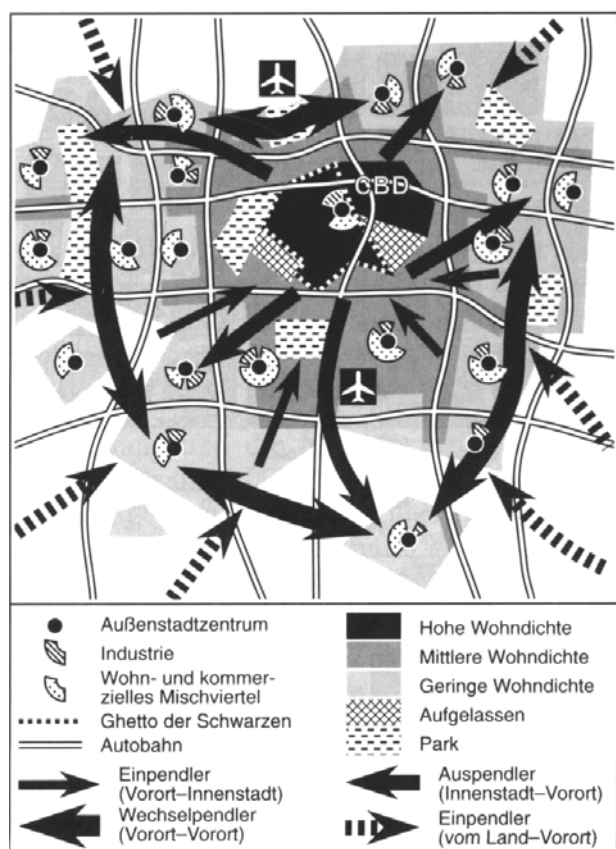 CBD
Außenstadtzentrum
Industrie
Wohn- und kommer-
zielles Mischviertel
Ghetto der Schwarzen
Autobahn
Einpendler
(Vorort–Innenstadt)
Wechselpendler
(Vorort–Vorort)
Hohe Wohndichte
Mittlere Wohndichte
Geringe Wohndichte
Aufgelassen
Park
Auspendler
(Innenstadt–Vorort)
Einpendler
(vom Land–Vorort)